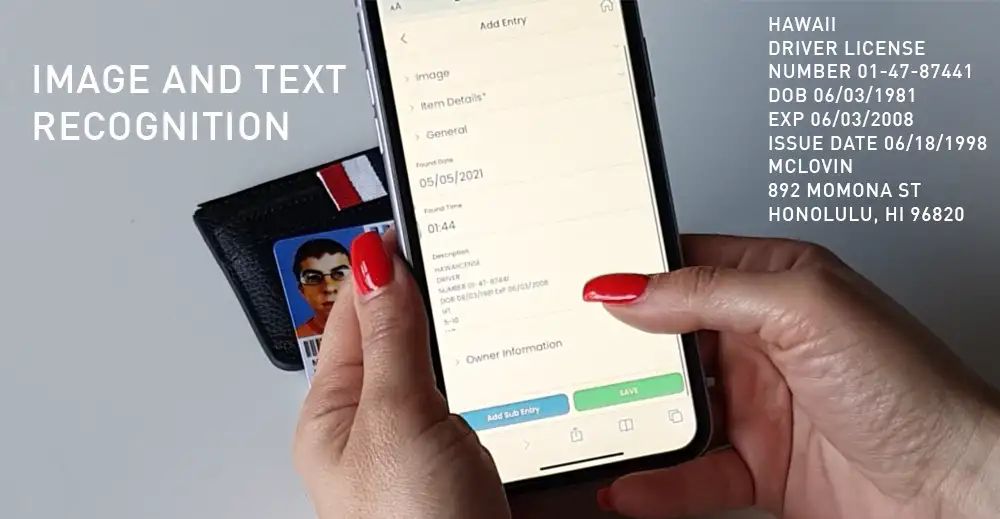 IMAGE AND TEXT
RECOGNITION
AA
Add Entry
Image
Item Details*
General
Found Date
05/05/2021
Found Time
01:44
Description
HAWAIICENSE
DRIVER
NUMBER 01-47-87441
DOB 06/03/1981 EXP 06/03/2008
HT
5-10
Owner Information
Add Sub Entry
SAVE
HAWAII
DRIVER LICENSE
NUMBER 01-47-87441
DOB 06/03/1981
EXP 06/03/2008
ISSUE DATE 06/18/1998
MCLOVIN
892 MOMONA ST
HONOLULU, HI 96820